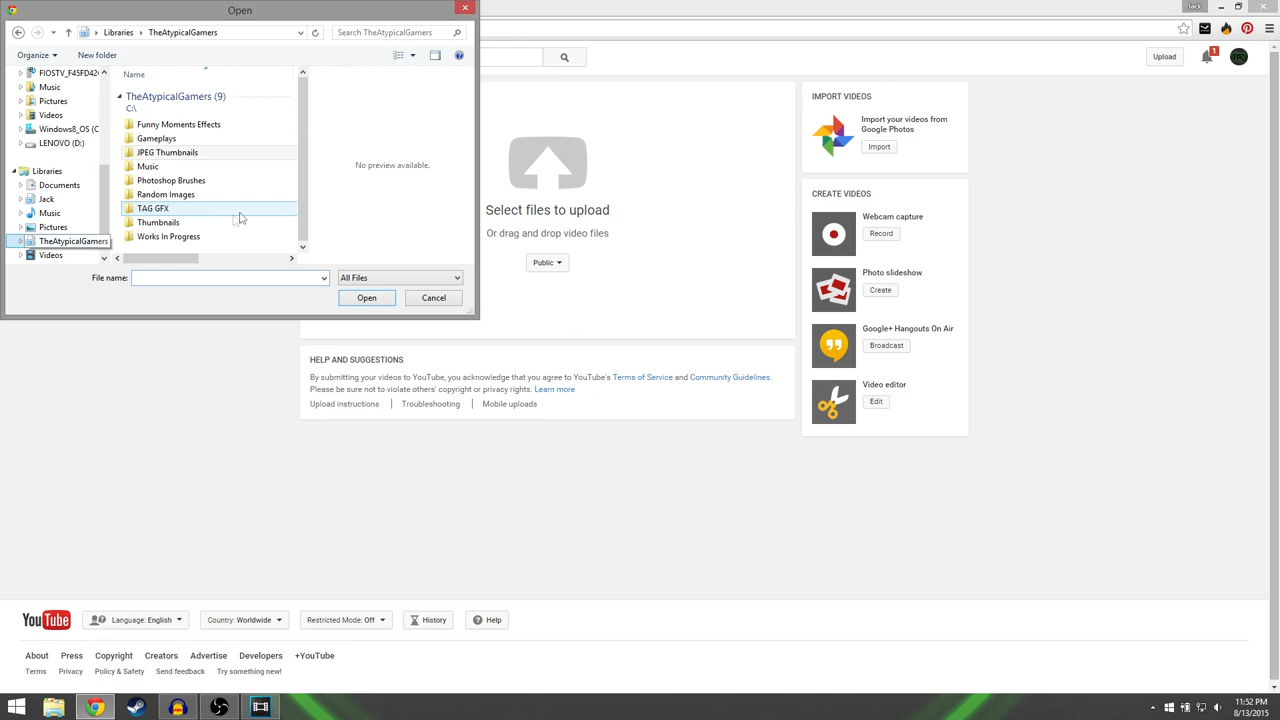 Open
Libraries
TheAtypicalGamers
Search TheAtypicalGamers
Jack
Organize
New folder
Upload
1
FIOSTV_F45FD42
Music
Pictures
Videos
Windows8_OS (C
LENOVO (D:)
Libraries
Documents
Jack
Music
Pictures
TheAtypicalGamers
Videos
Name
TheAtypicalGamers (9)
C:\
Funny Moments Effects
Gameplays
JPEG Thumbnails
Music
Photoshop Brushes
Random Images
TAG GFX
Thumbnails
Works In Progress
No preview available.
File name:
All Files
Open
Cancel
Select files to upload
Or drag and drop video files
Public
HELP AND SUGGESTIONS
By submitting your videos to YouTube, you acknowledge that you agree to YouTube's Terms of Service and Community Guidelines.
Please be sure not to violate others' copyright or privacy rights. Learn more
Upload instructions
Troubleshooting
Mobile uploads
IMPORT VIDEOS
Import your videos from
Google Photos
Import
CREATE VIDEOS
Webcam capture
Record
Photo slideshow
Create
Google+ Hangouts On Air
Broadcast
Video editor
Edit
YouTube
Language: English
Country: Worldwide
Restricted Mode: Off
History
Help
About
Press
Copyright
Creators
Advertise
Developers
+YouTube
Terms
Privacy
Policy & Safety
Send feedback
Try something new!
11:52 PM
8/13/2015